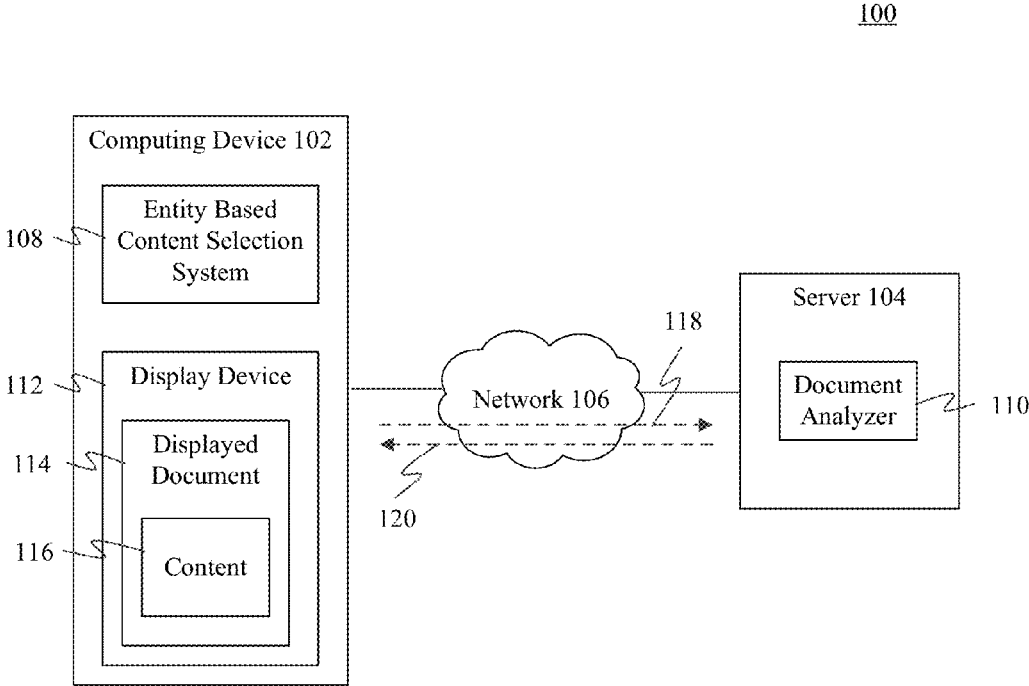 100
Computing Device 102
Entity Based
Content Selection
System
108
Display Device
112
Displayed
Document
114
Content
116
Network 106
118
120
Server 104
Document
Analyzer
110